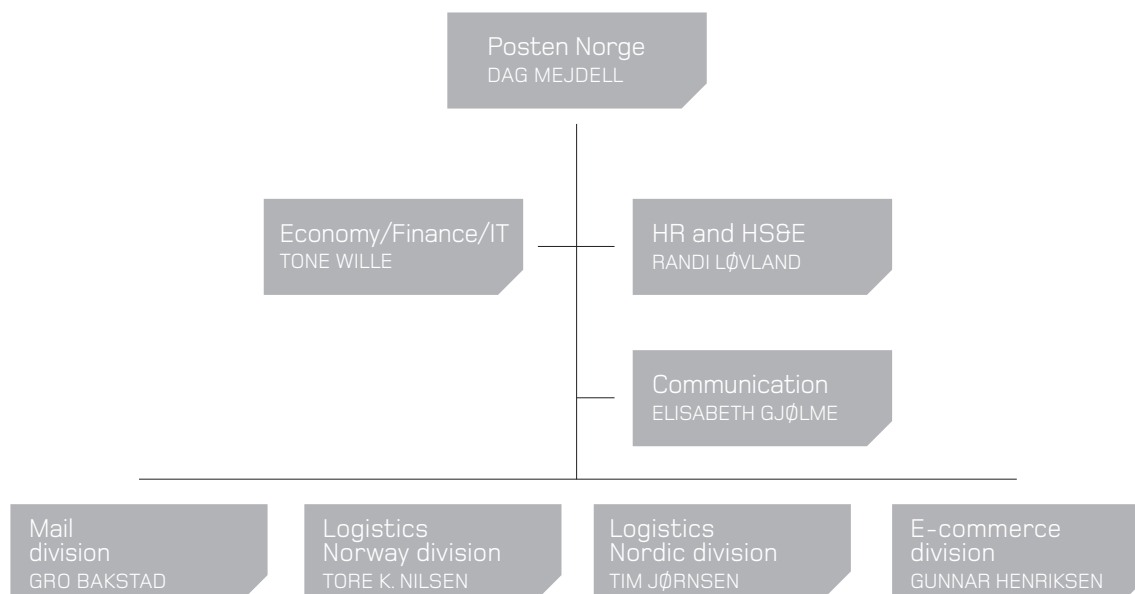 Posten Norge
DAG MEJDELL
Economy/Finance/IT
TONE WILLE
HR and HS&E
RANDI LØVLAND
Communication
ELISABETH GJØLME
Mail
division
GRO BAKSTAD
Logistics
Norway division
TORE K. NILSEN
Logistics
Nordic division
TIM JØRNSEN
E-commerce
division
GUNNAR HENRIKSEN